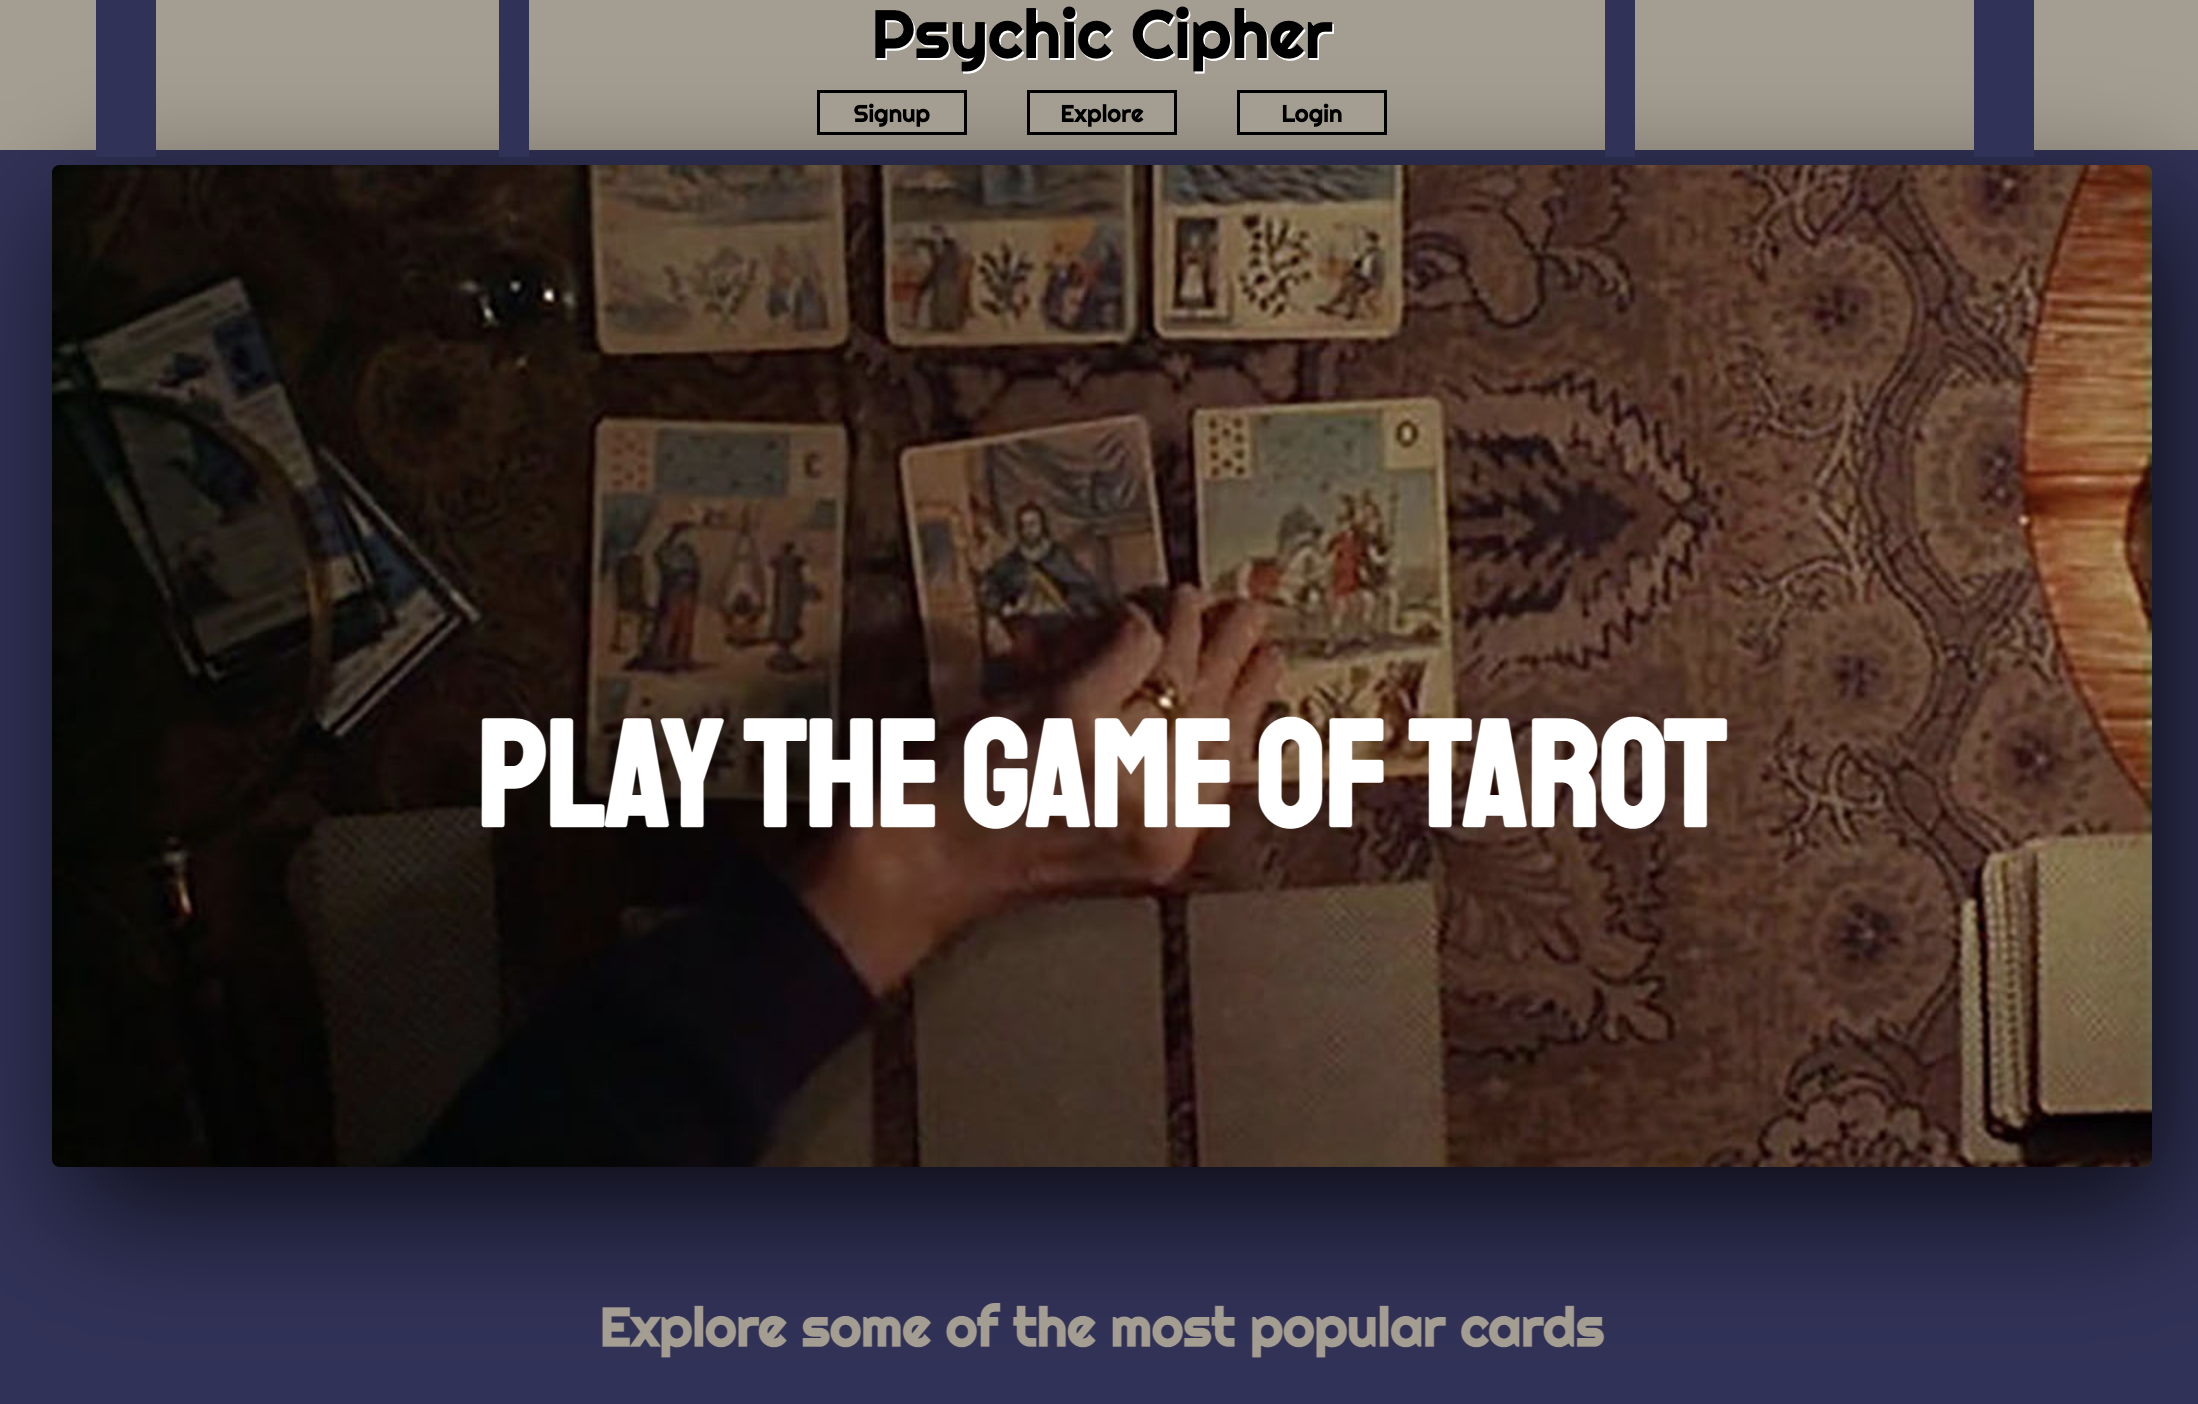 Psychic Cipher
Signup Explore Login
C
O
PLAY THE GAME OF TAROT
Explore some of the most popular cards